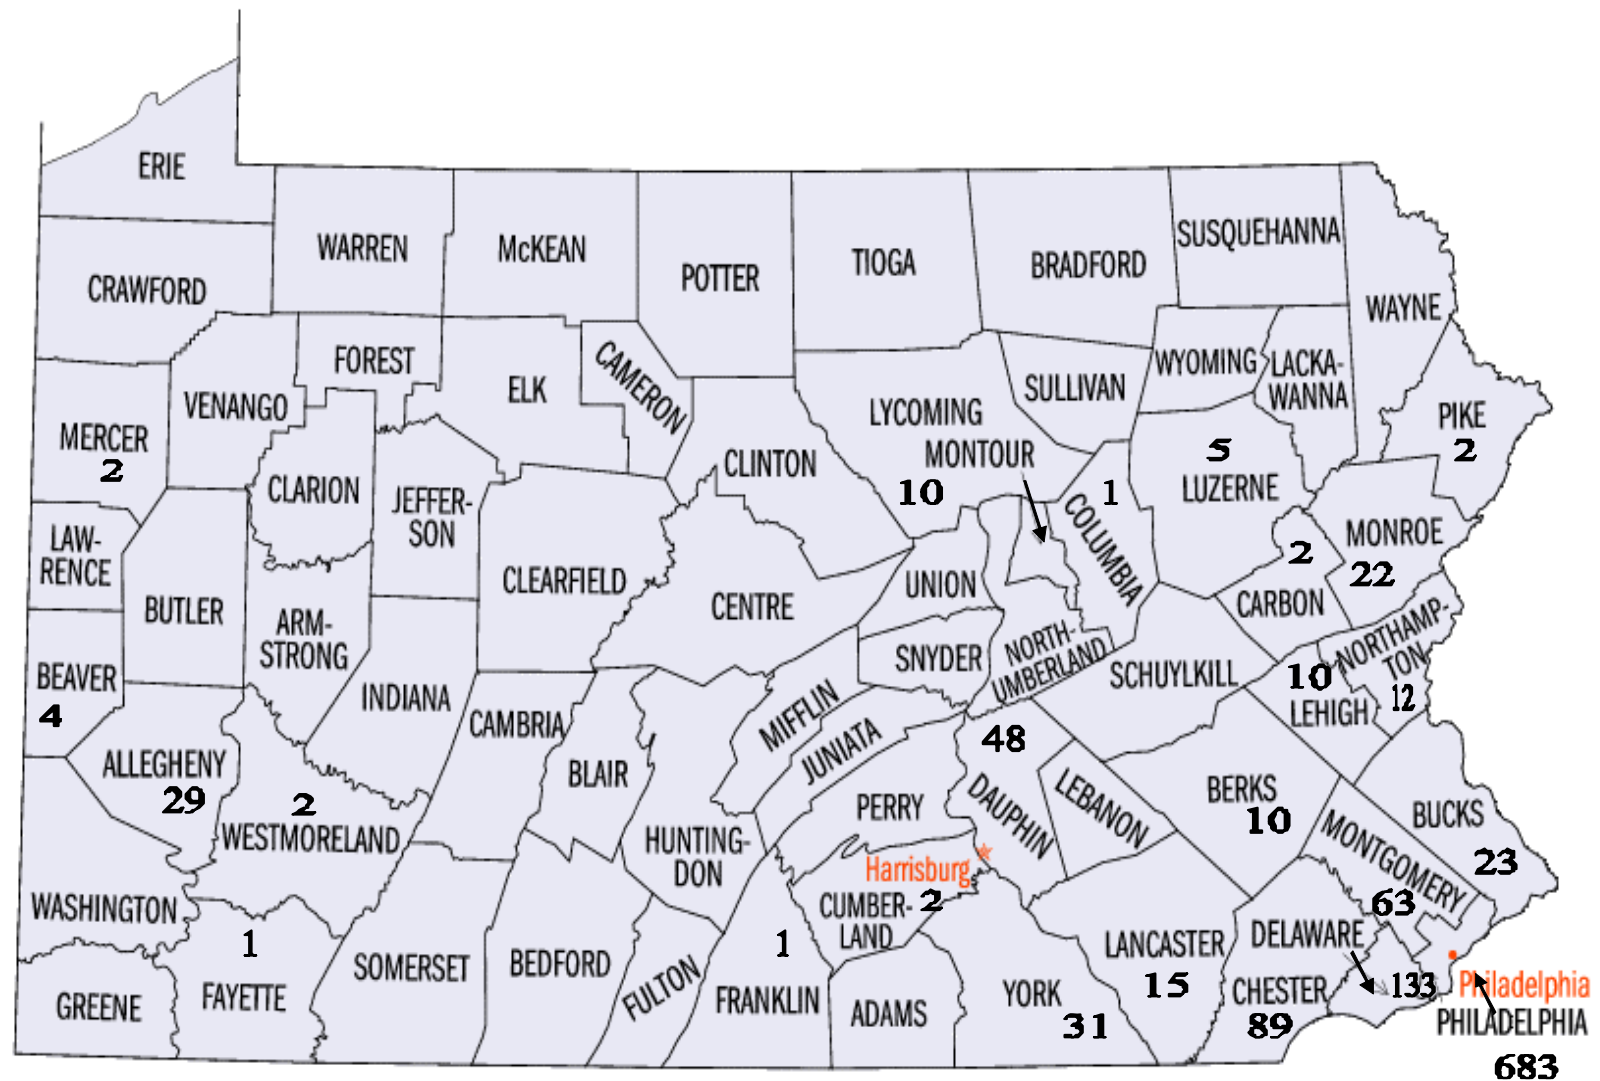 ERIE
WARREN
McKEAN
POTTER
TIOGA
BRADFORD
SUSQUEHANNA
WAYNE
CRAWFORD
FOREST
VENANGO
ELK
CAMERON
CLINTON
LYCOMING
10
MONTOUR
SULLIVAN
WYOMING
LACKA-
WANNA
PIKE
2
MERCER
2
CLARION
JEFFER-
SON
CLEARFIELD
CENTRE
UNION
COLUMBIA
1
5
LUZERNE
MONROE
22
2
CARBON
LAW-
RENCE
BUTLER
ARM-
STRONG
INDIANA
SNYDER
NORTH-
UMBERLAND
SCHUYLKILL
NORTHAMP-
TON
12
10
LEHIGH
BEAVER
4
ALLEGHENY
29
2
WESTMORELAND
CAMBRIA
BLAIR
MIFFLIN
JUNIATA
HUNTING-
DON
PERRY
48
DAUPHIN
LEBANON
BERKS
10
BUCKS
23
MONTGOMERY
63
Harrisburg
CUMBER-
LAND
2
WASHINGTON
GREENE
1
FAYETTE
SOMERSET
BEDFORD
FULTON
1
FRANKLIN
ADAMS
YORK
31
LANCASTER
15
DELAWARE
133
CHESTER
89
Philadelphia
PHILADELPHIA
683